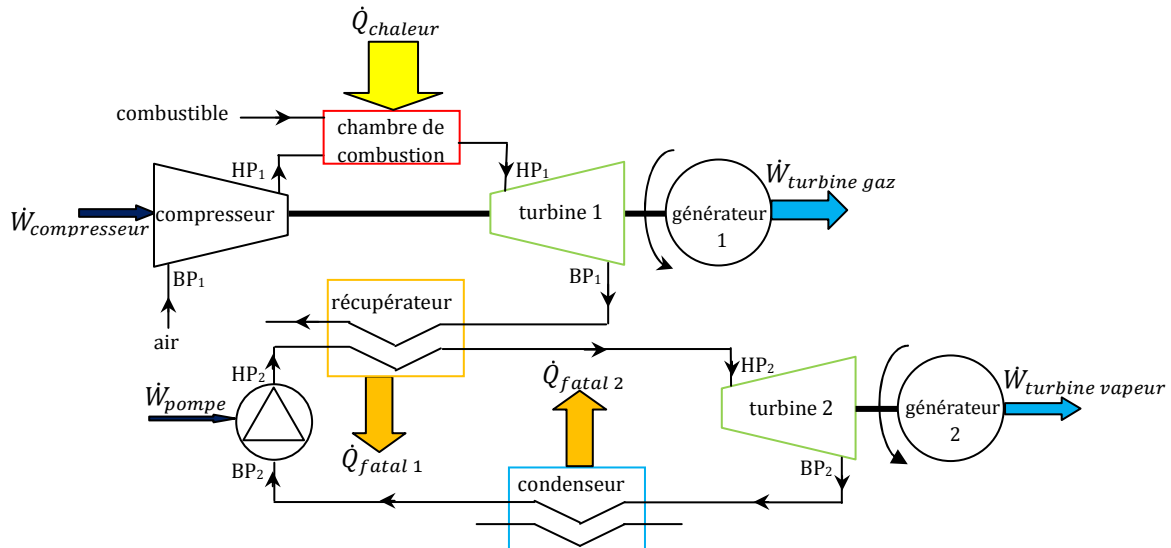 Q̇chaleur
combustible
chambre de
combustion
HP₁
HP₁
Ẇcompresseur
compresseur
turbine 1
générateur
1
Ẇturbine gaz
BP₁
BP₁
air
récupérateur
HP₂
HP₂
Ẇpompe
Q̇fatal 1
Q̇fatal 2
turbine 2
générateur
2
Ẇturbine vapeur
BP₂
BP₂
condenseur